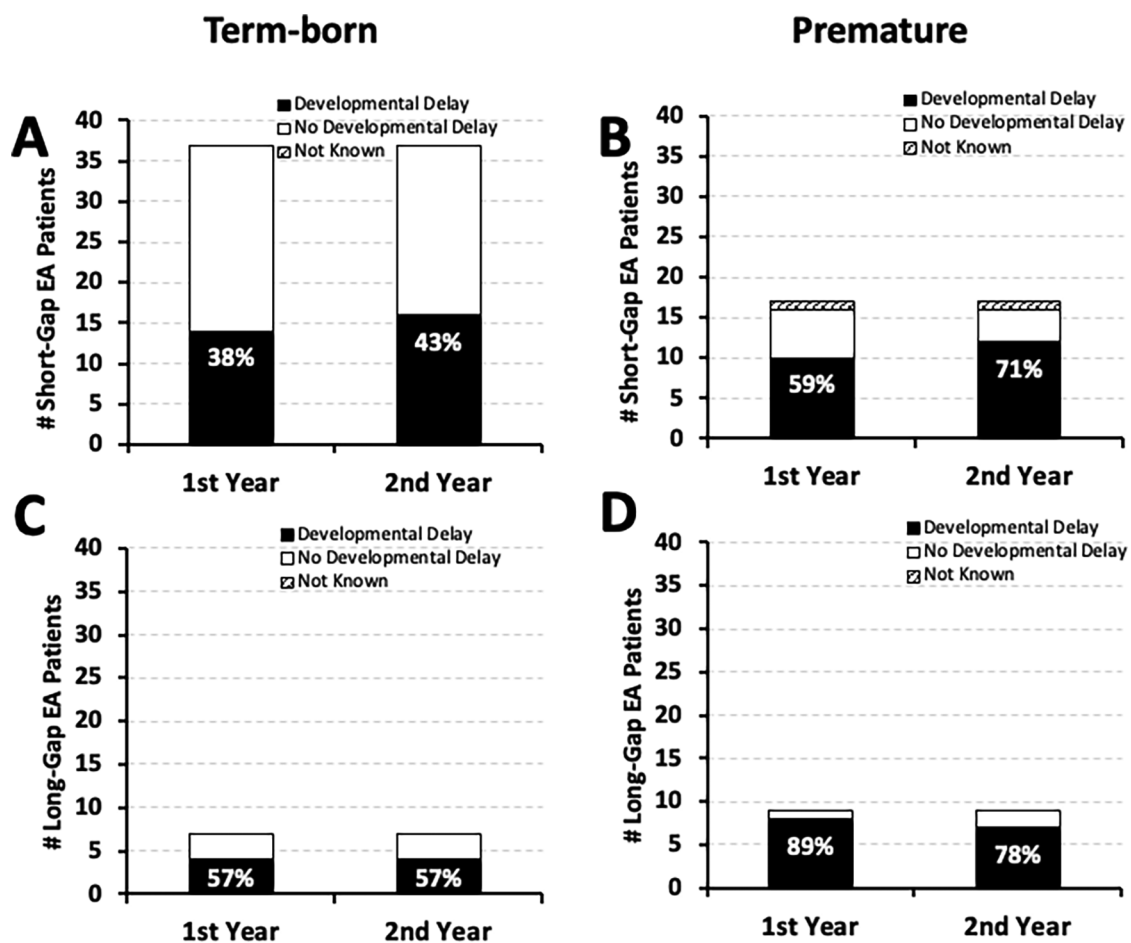 Term-born
Premature
A
# Short-Gap EA Patients
40
35
30
25
20
15
10
5
0
Developmental Delay
No Developmental Delay
Not Known
38%
43%
1st Year
2nd Year
B
# Short-Gap EA Patients
40
35
30
25
20
15
10
5
0
Developmental Delay
No Developmental Delay
Not Known
59%
71%
1st Year
2nd Year
C
# Long-Gap EA Patients
40
35
30
25
20
15
10
5
0
Developmental Delay
No Developmental Delay
Not Known
57%
57%
1st Year
2nd Year
D
# Long-Gap EA Patients
40
35
30
25
20
15
10
5
0
Developmental Delay
No Developmental Delay
Not Known
89%
78%
1st Year
2nd Year